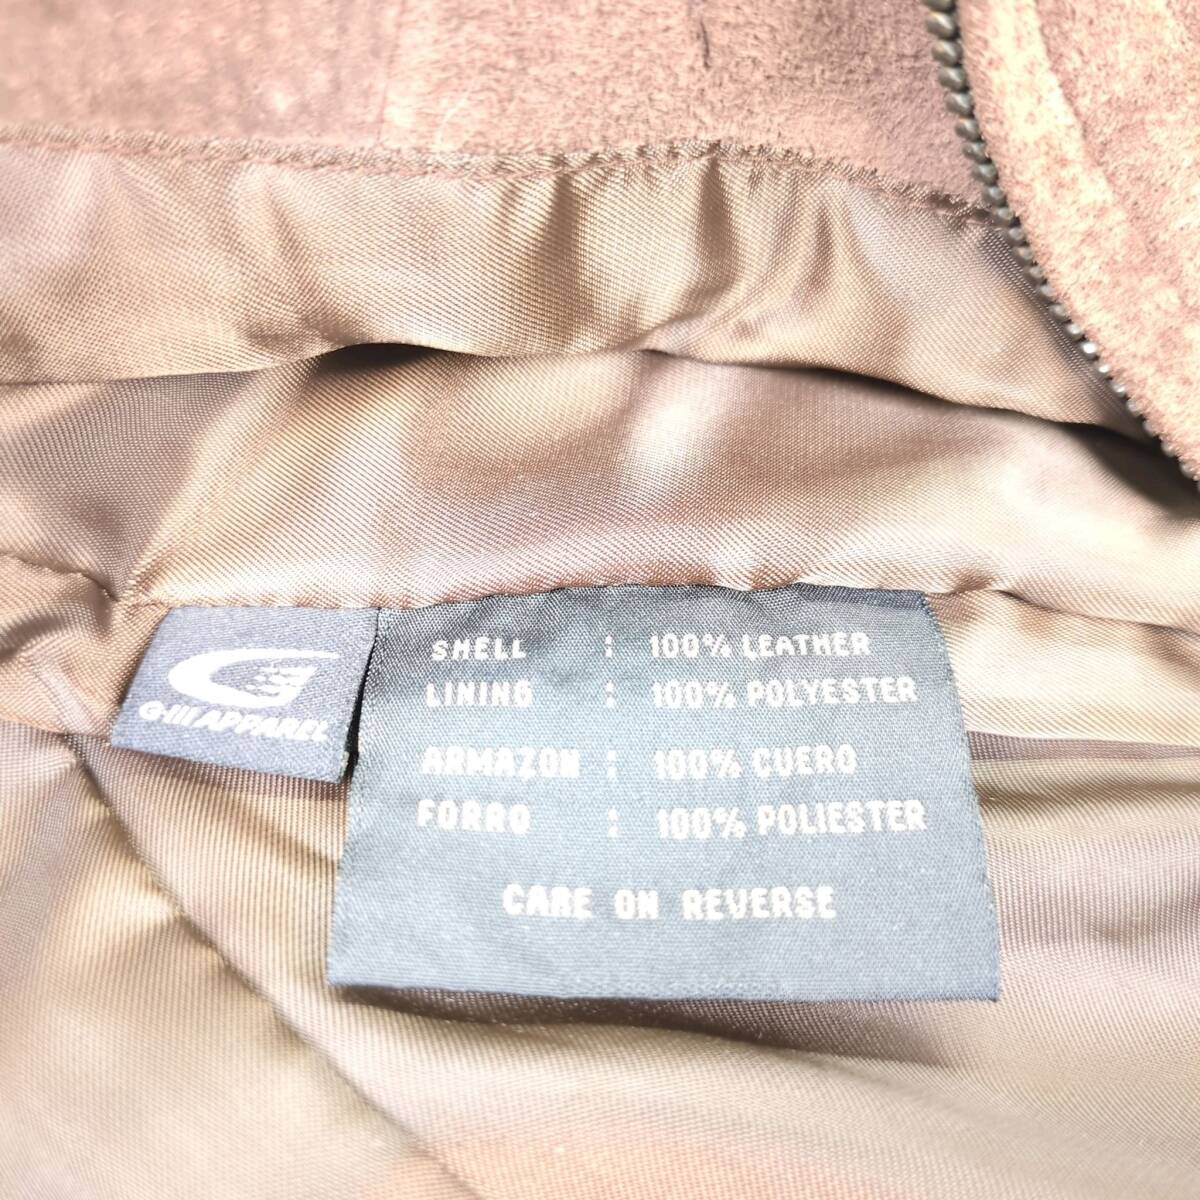 G-III APPAREL
SHELL : 100% LEATHER
LINING : 100% POLYESTER
ARMAZON : 100% CUERO
FORRO : 100% POLIESTER
CARE ON REVERSE